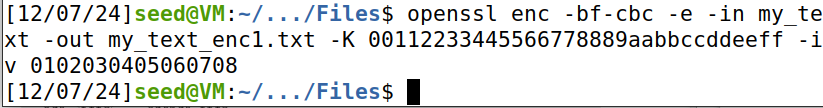 [12/07/24]seed@VM:~/.../Files$ openssl enc -bf-cbc -e -in my_te
xt -out my_text_enc1.txt -K 00112233445566778889aabbccddeeff -i
v 0102030405060708
[12/07/24]seed@VM:~/.../Files$